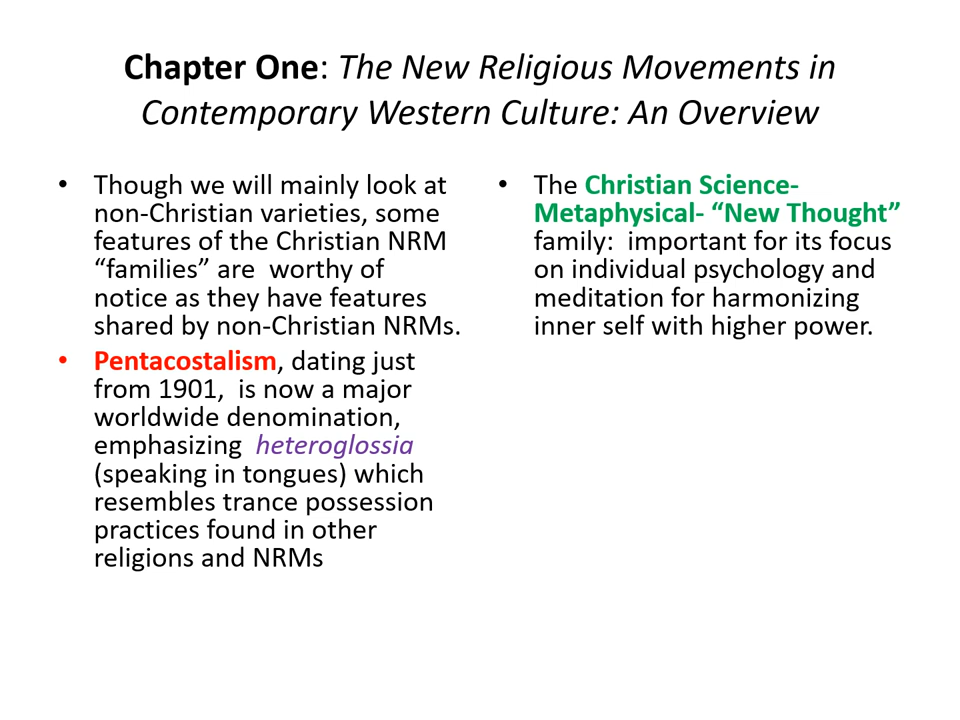 Chapter One: The New Religious Movements in
Contemporary Western Culture: An Overview
• Though we will mainly look at
non-Christian varieties, some
features of the Christian NRM
“families” are  worthy of
notice as they have features
shared by non-Christian NRMs.
• Pentacostalism, dating just
from 1901,  is now a major
worldwide denomination,
emphasizing  heteroglossia
(speaking in tongues) which
resembles trance possession
practices found in other
religions and NRMs
• The Christian Science-
Metaphysical- “New Thought”
family:  important for its focus
on individual psychology and
meditation for harmonizing
inner self with higher power.